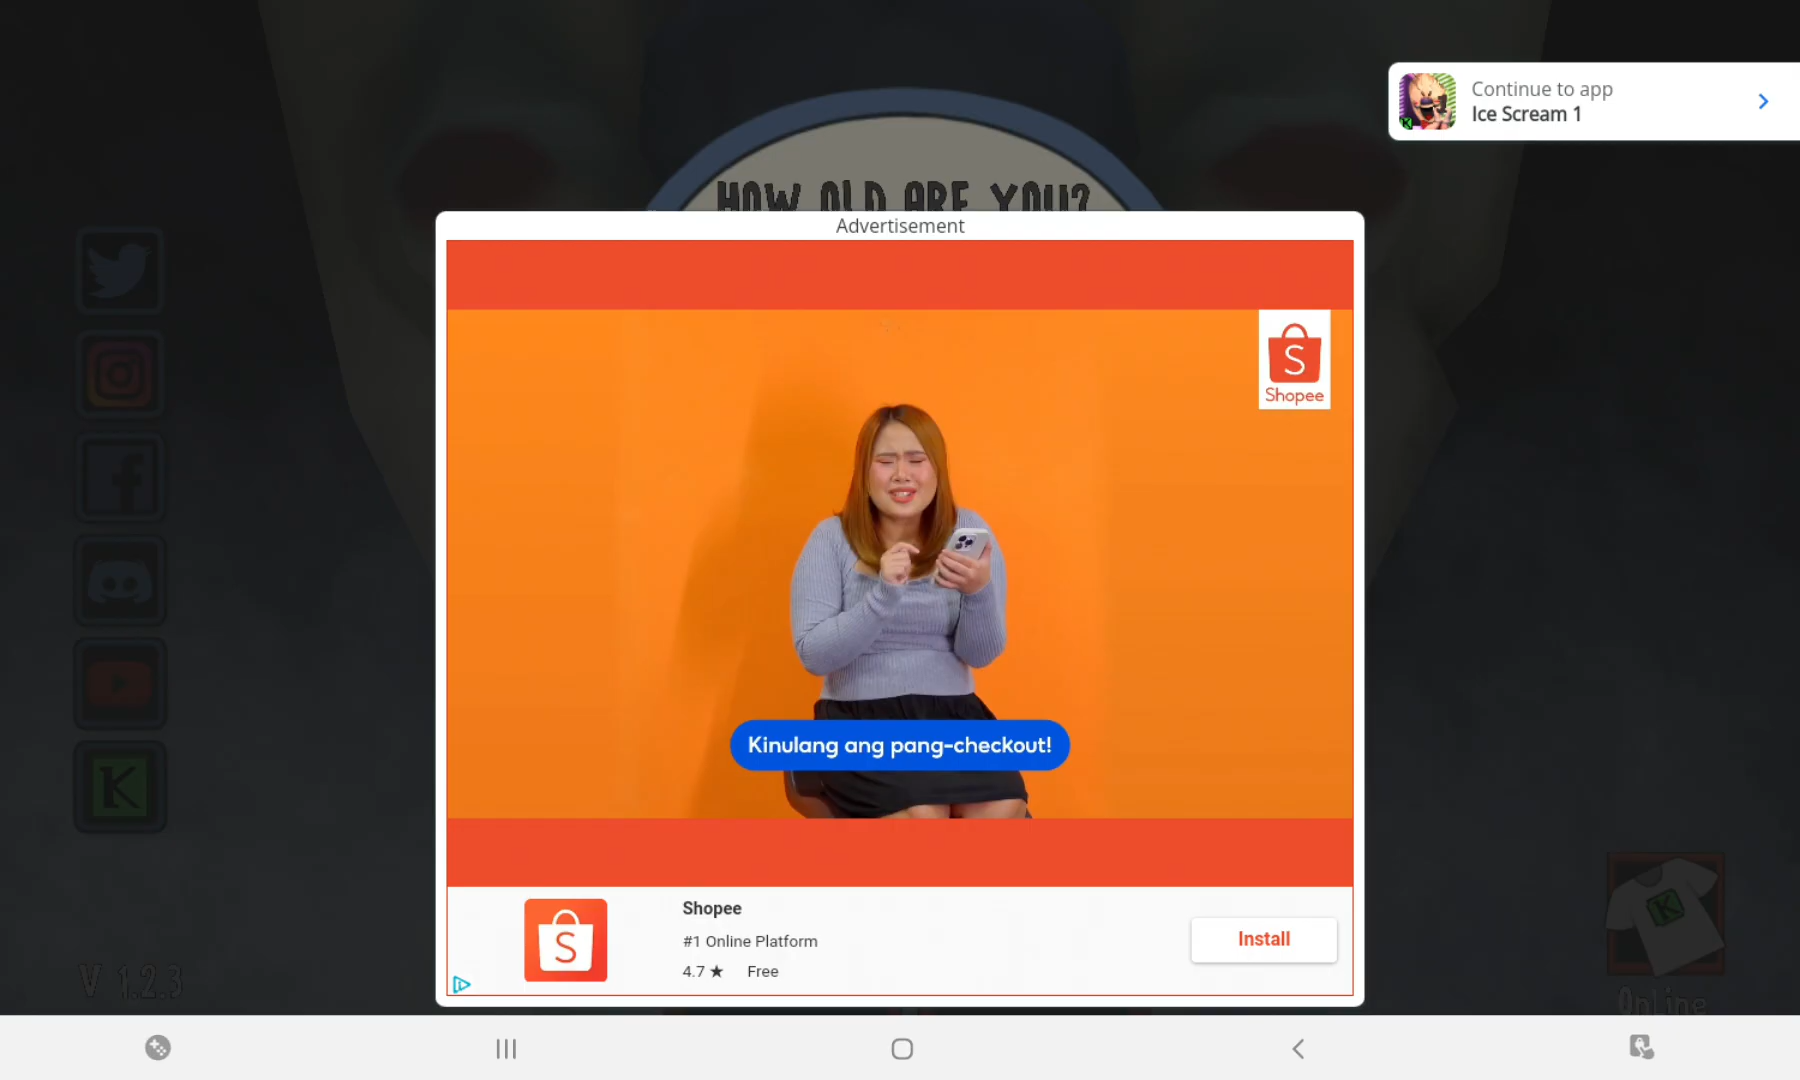 Continue to app
Ice Scream 1
HOW OLD ARE YOU?
Advertisement
S
Shopee
Kinulang ang pang-checkout!
S
Shopee
#1 Online Platform
4.7 ★ Free
Install
K
K
V 1.2.3
Online